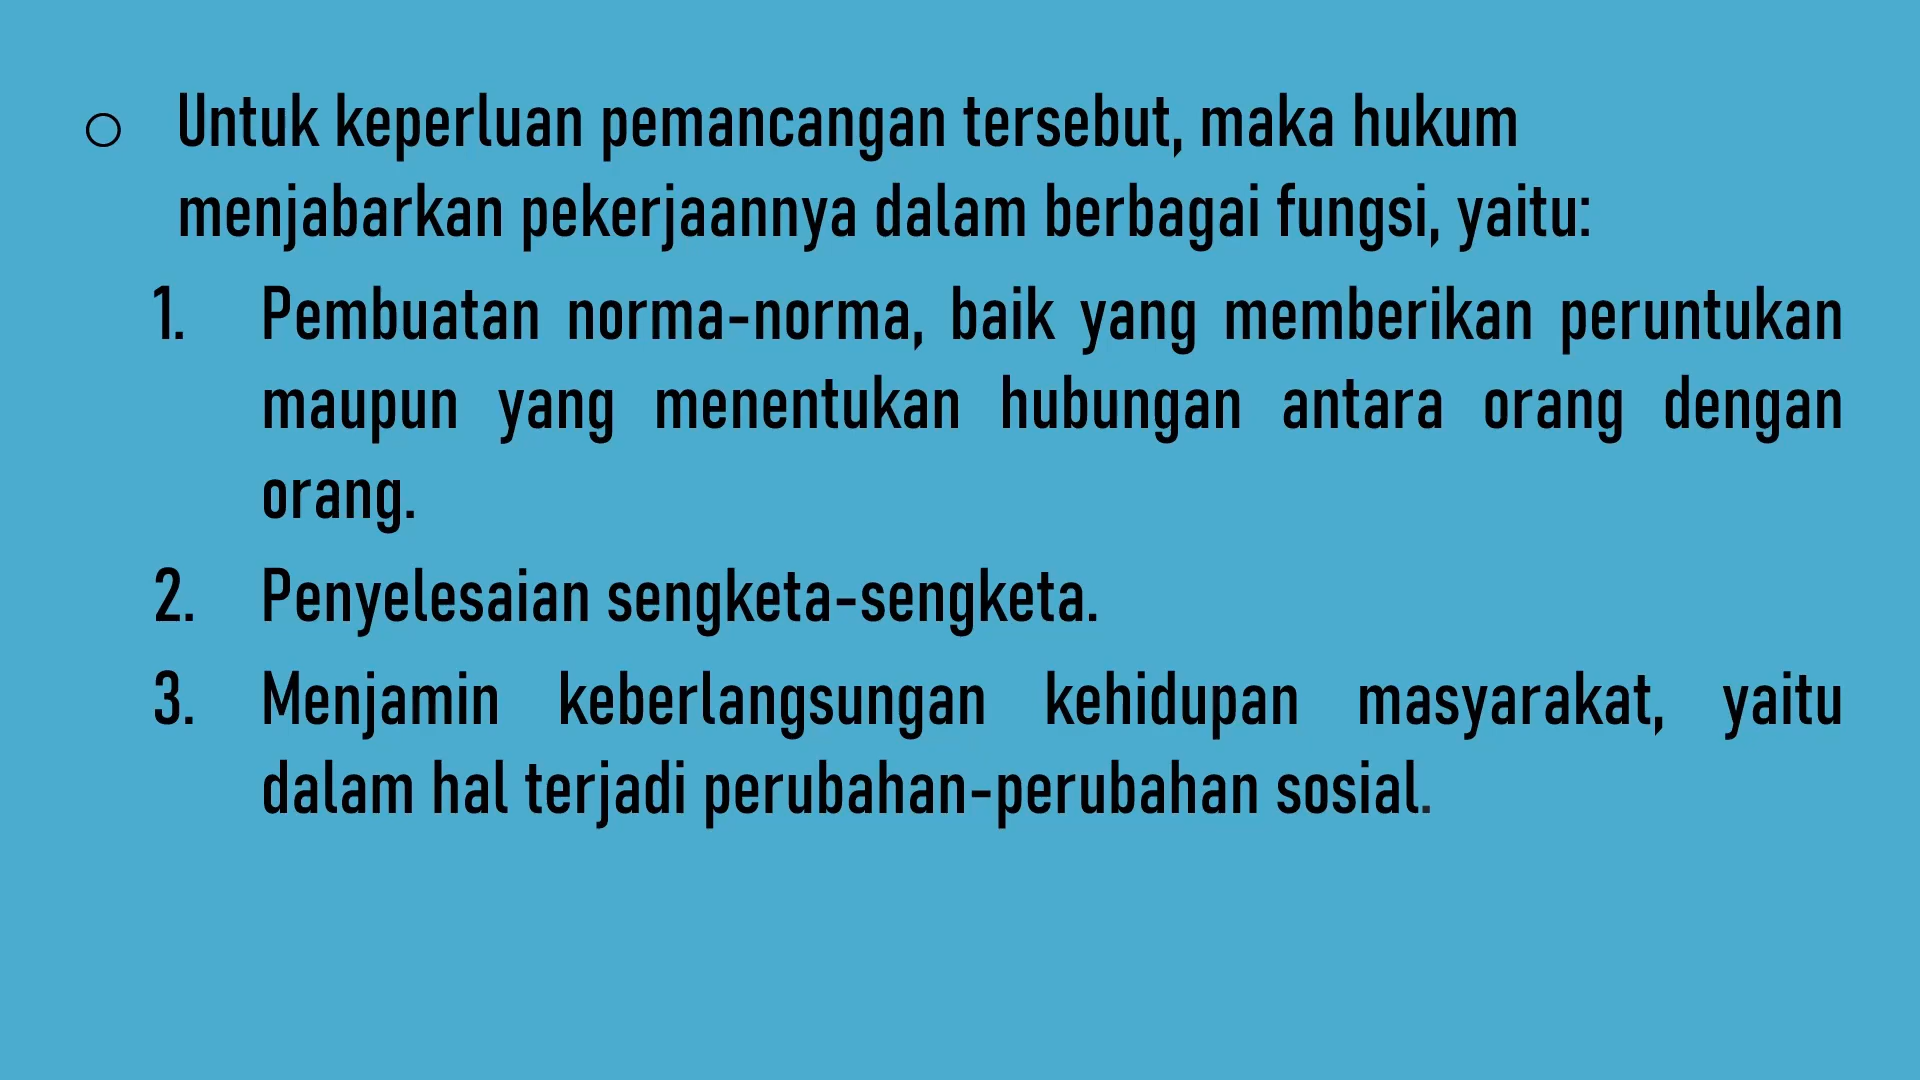 Untuk keperluan pemancangan tersebut, maka hukum
menjabarkan pekerjaannya dalam berbagai fungsi, yaitu:
1. Pembuatan norma-norma, baik yang memberikan peruntukan
maupun yang menentukan hubungan antara orang dengan
orang.
2. Penyelesaian sengketa-sengketa.
3. Menjamin keberlangsungan kehidupan masyarakat, yaitu
dalam hal terjadi perubahan-perubahan sosial.